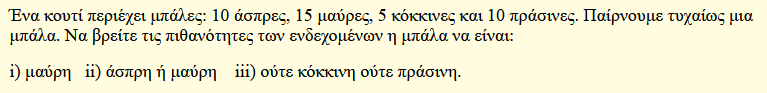 Ένα κουτί περιέχει μπάλες: 10 άσπρες, 15 μαύρες, 5 κόκκινες και 10 πράσινες. Παίρνουμε τυχαίως μια
μπάλα. Να βρείτε τις πιθανότητες των ενδεχομένων η μπάλα να είναι:
i) μαύρη ii) άσπρη ή μαύρη iii) ούτε κόκκινη ούτε πράσινη.